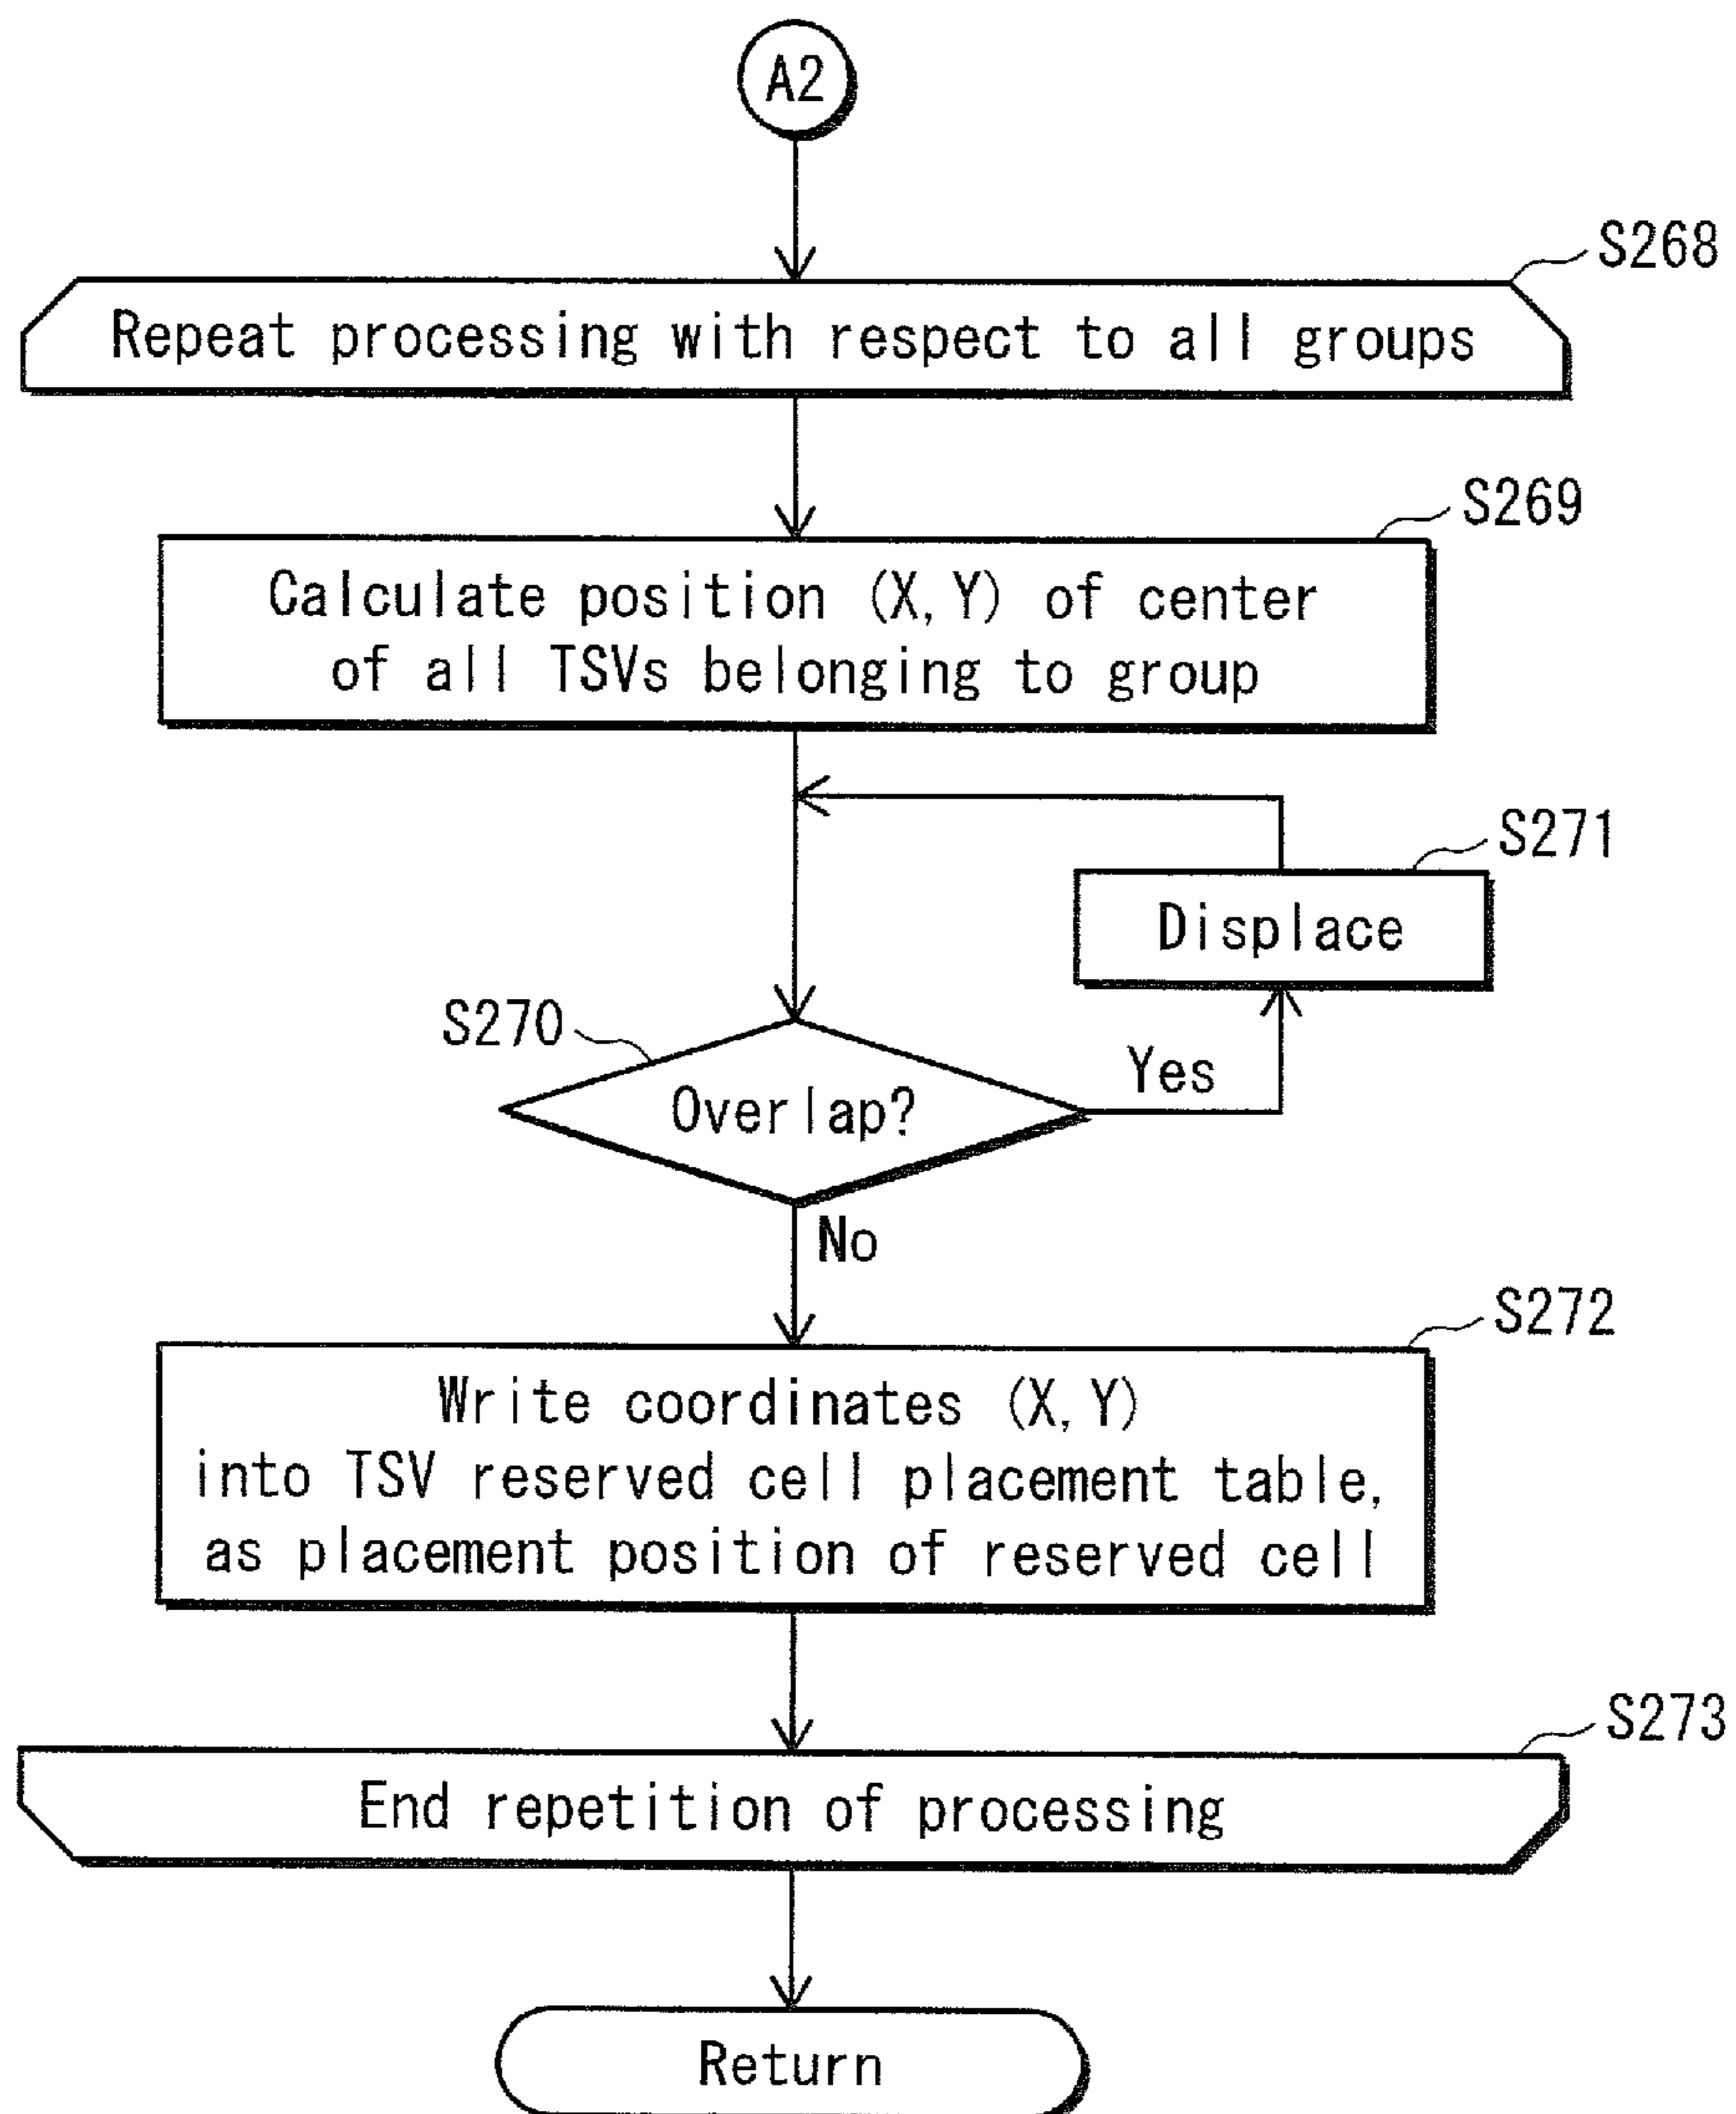 A2
S268
Repeat processing with respect to all groups
S269
Calculate position (X, Y) of center
of all TSVs belonging to group
S271
Displace
S270
Overlap?
Yes
No
S272
Write coordinates (X, Y)
into TSV reserved cell placement table,
as placement position of reserved cell
S273
End repetition of processing
Return